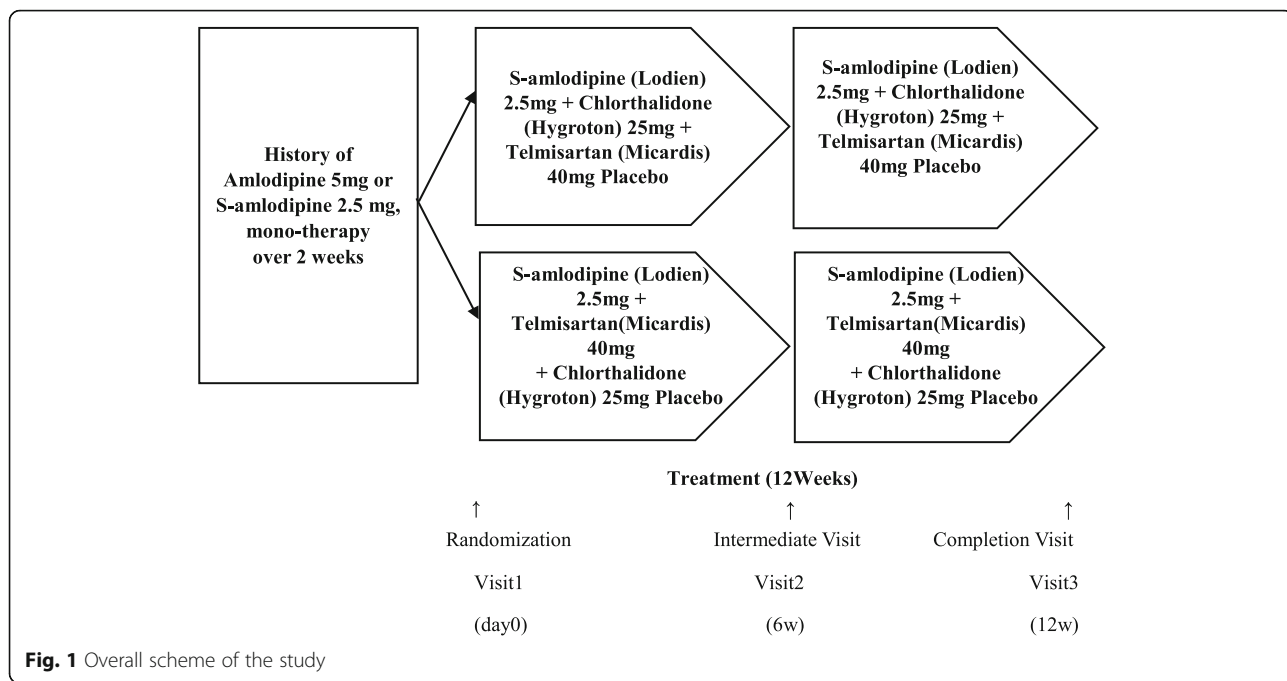 History of
Amlodipine 5mg or
S-amlodipine 2.5 mg,
mono-therapy
over 2 weeks
S-amlodipine (Lodien)
2.5mg + Chlorthalidone
(Hygroton) 25mg +
Telmisartan (Micardis)
40mg Placebo
S-amlodipine (Lodien)
2.5mg + Chlorthalidone
(Hygroton) 25mg +
Telmisartan (Micardis)
40mg Placebo
S-amlodipine (Lodien)
2.5mg +
Telmisartan(Micardis)
40mg
+ Chlorthalidone
(Hygroton) 25mg Placebo
S-amlodipine (Lodien)
2.5mg +
Telmisartan(Micardis)
40mg
+ Chlorthalidone
(Hygroton) 25mg Placebo
Treatment (12Weeks)
↑ ↑ ↑
Randomization Intermediate Visit Completion Visit
Visit1 Visit2 Visit3
(day0) (6w) (12w)
Fig. 1 Overall scheme of the study